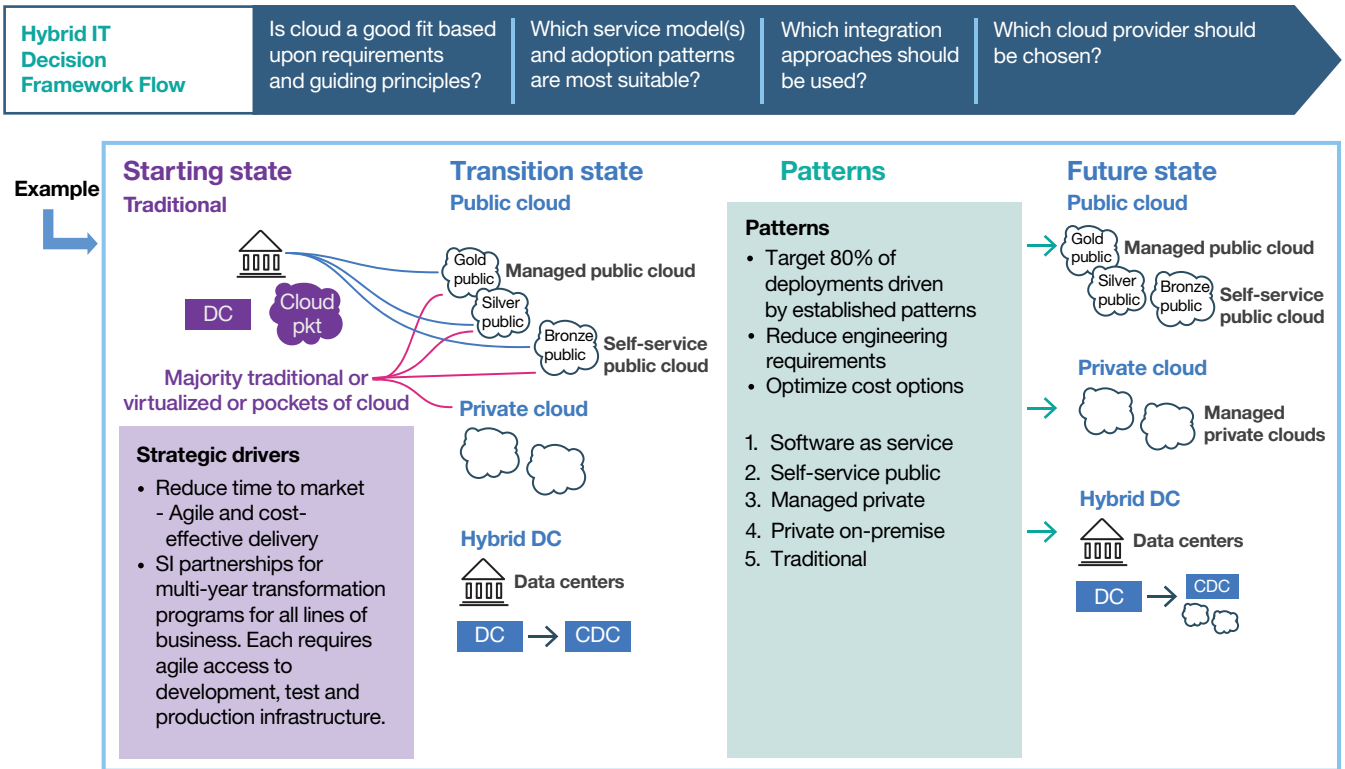 Hybrid IT
Decision
Framework Flow
Is cloud a good fit based
upon requirements
and guiding principles?
Which service model(s)
and adoption patterns
are most suitable?
Which integration
approaches should
be used?
Which cloud provider should
be chosen?
Example
Starting state
Traditional
DC
Cloud
pkt
Majority traditional or
virtualized or pockets of cloud
Strategic drivers
• Reduce time to market
- Agile and cost-
effective delivery
• SI partnerships for
multi-year transformation
programs for all lines of
business. Each requires
agile access to
development, test and
production infrastructure.
Transition state
Public cloud
Gold
public
Managed public cloud
Silver
public
Bronze
public
Self-service
public cloud
Private cloud
Hybrid DC
Data centers
DC
CDC
Patterns
Patterns
• Target 80% of
deployments driven
by established patterns
• Reduce engineering
requirements
• Optimize cost options
1. Software as service
2. Self-service public
3. Managed private
4. Private on-premise
5. Traditional
Future state
Public cloud
Gold
public
Managed public cloud
Silver
public
Bronze
public
Self-service
public cloud
Private cloud
Managed
private clouds
Hybrid DC
Data centers
DC
CDC